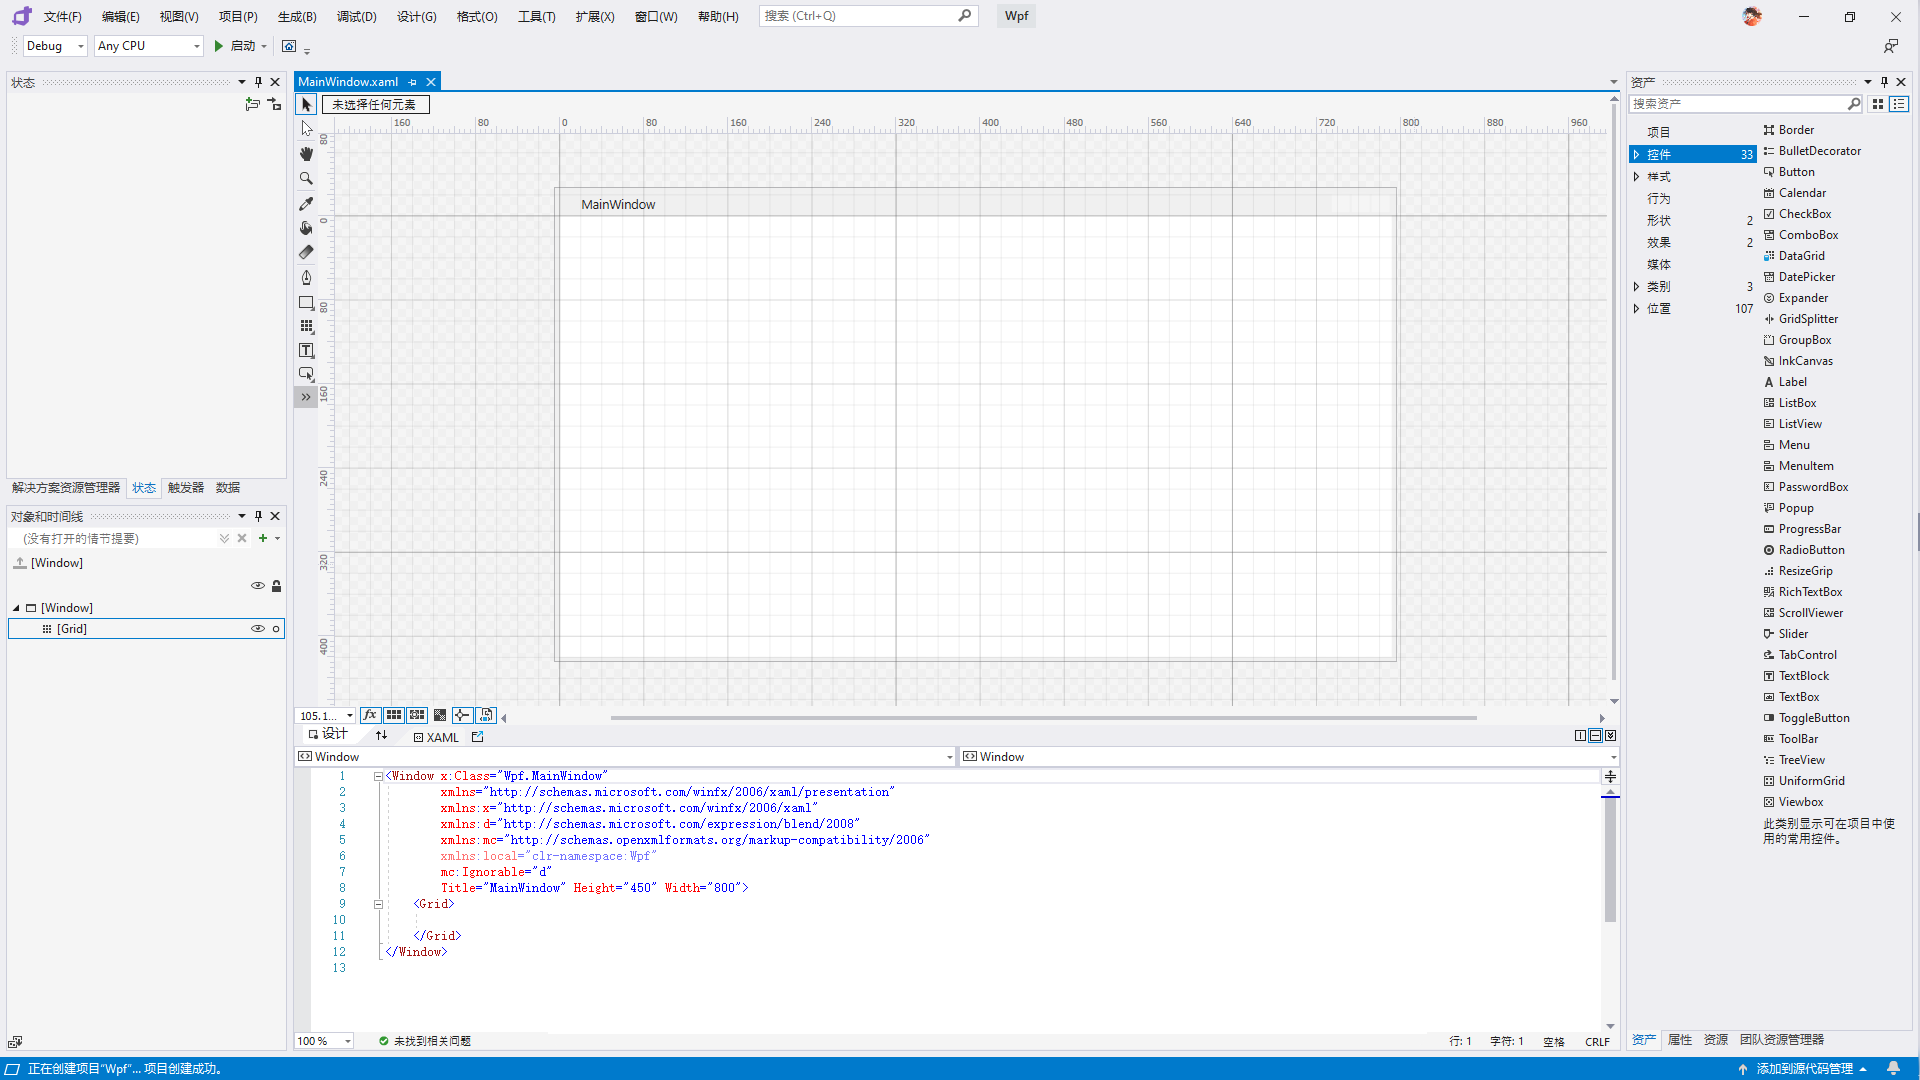 文件(F) 编辑(E) 视图(V) 项目(P) 生成(B) 调试(D) 设计(G) 格式(O) 工具(T) 扩展(X) 窗口(W) 帮助(H) 搜索 (Ctrl+Q) Wpf
Debug Any CPU 启动
状态
解决方案资源管理器 状态 触发器 数据
对象和时间线
(没有打开的情节提要)
[Window]
[Window]
[Grid]
MainWindow.xaml
未选择任何元素
160 80 0 80 160 240 320 400 480 560 640 720 800 880 960
80
0
80
160
240
320
400
MainWindow
105.1... fx
设计 XAML
Window Window
1 <Window x:Class="Wpf.MainWindow"
2 xmlns="http://schemas.microsoft.com/winfx/2006/xaml/presentation"
3 xmlns:x="http://schemas.microsoft.com/winfx/2006/xaml"
4 xmlns:d="http://schemas.microsoft.com/expression/blend/2008"
5 xmlns:mc="http://schemas.openxmlformats.org/markup-compatibility/2006"
6 xmlns:local="clr-namespace:Wpf"
7 mc:Ignorable="d"
8 Title="MainWindow" Height="450" Width="800">
9 <Grid>
10
11 </Grid>
12 </Window>
13
100 % 未找到相关问题 行: 1 字符: 1 空格 CRLF
资产
搜索资产
项目
控件 33
样式
行为
形状 2
效果 2
媒体
类别 3
位置 107
Border
BulletDecorator
Button
Calendar
CheckBox
ComboBox
DataGrid
DatePicker
Expander
GridSplitter
GroupBox
InkCanvas
Label
ListBox
ListView
Menu
MenuItem
PasswordBox
Popup
ProgressBar
RadioButton
ResizeGrip
RichTextBox
ScrollViewer
Slider
TabControl
TextBlock
TextBox
ToggleButton
ToolBar
TreeView
UniformGrid
Viewbox
此类别显示可在项目中使
用的常用控件。
资产 属性 资源 团队资源管理器
正在创建项目"Wpf"... 项目创建成功。 添加到源代码管理